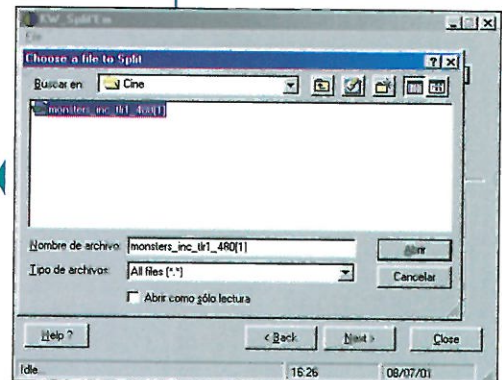 KW_Split'Em
File
Choose a file to Split
Buscar en: Cine
monsters_inc_tlr1_480[1]
Nombre de archivo: monsters_inc_tlr1_480[1]
Abrir
Tipo de archivos: All files (*.*)
Cancelar
Abrir como sólo lectura
Help ?
< Back
Next >
Close
Idle...
16:26
08/07/01